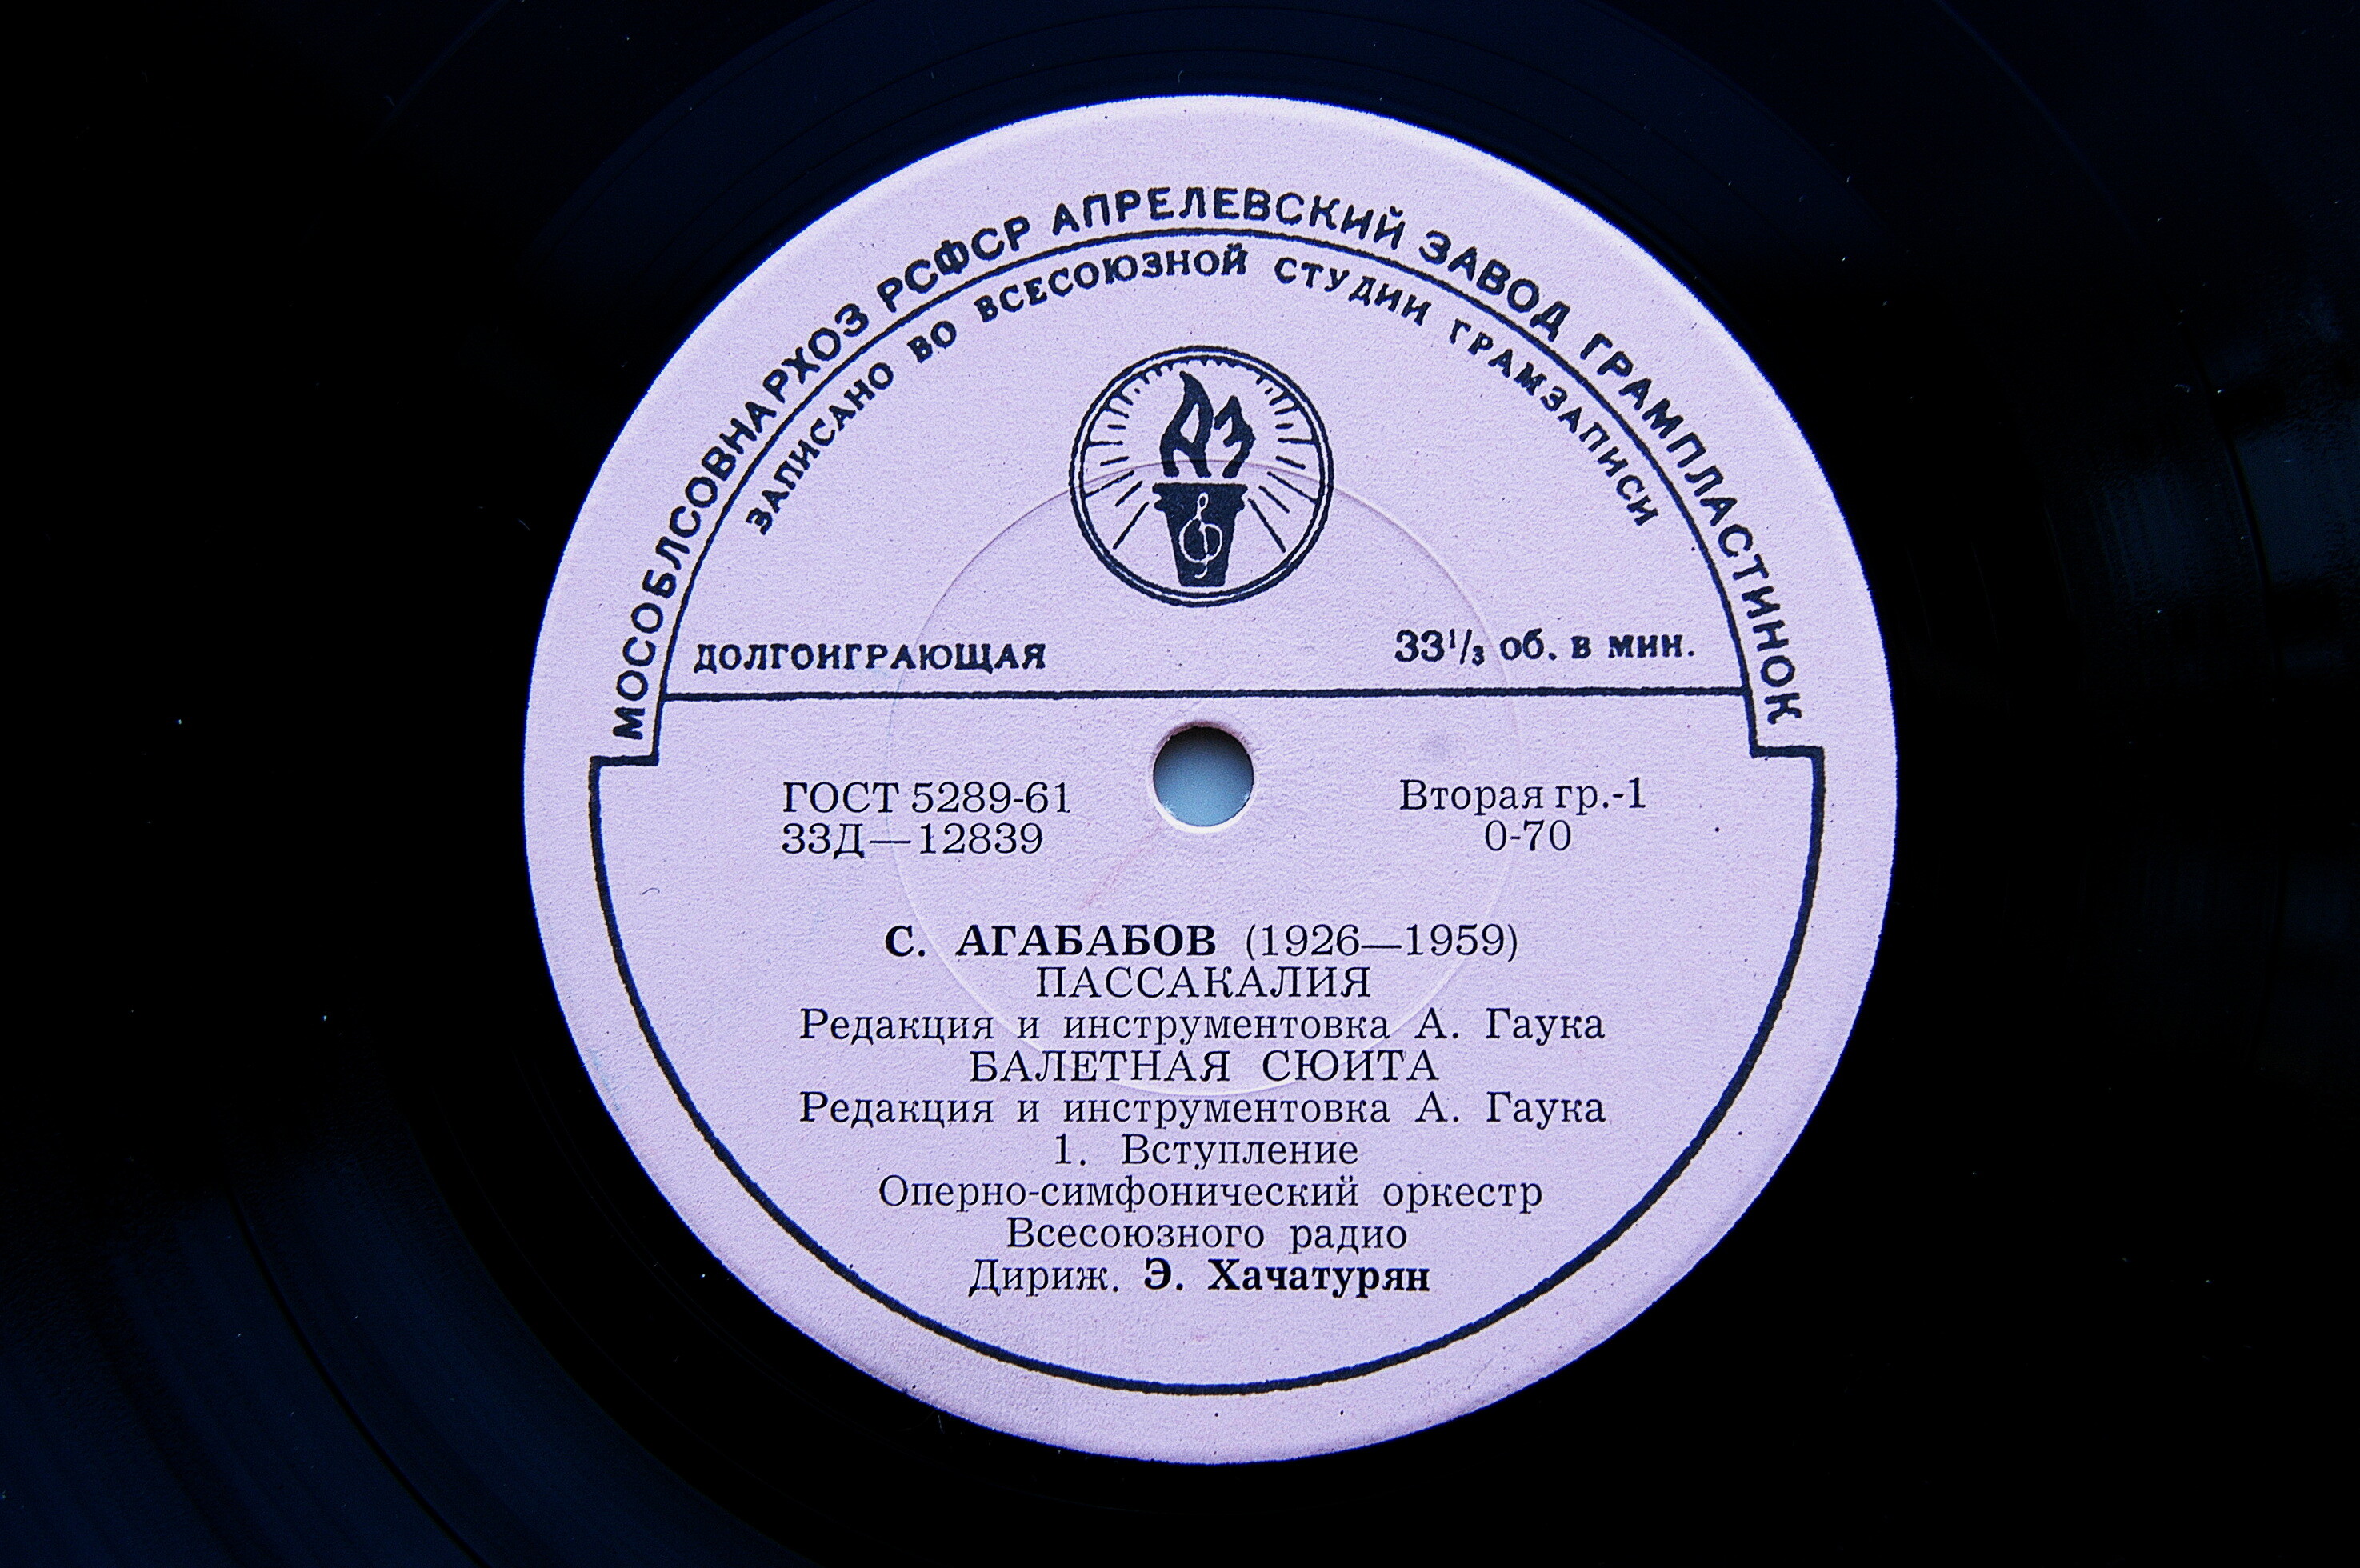 МОСОБЛСОВНАРХОЗ РСФСР АПРЕЛЕВСКИЙ ЗАВОД ГРАМПЛАСТИНОК
ЗАПИСАНО ВО ВСЕСОЮЗНОЙ СТУДИИ ГРАМЗАПИСИ
ДОЛГОИГРАЮЩАЯ 33 1/3 об. в мин.
ГОСТ 5289-61 Вторая гр.-1
33Д—12839 0-70
С. АГАБАБОВ (1926—1959)
ПАССАКАЛИЯ
Редакция и инструментовка А. Гаука
БАЛЕТНАЯ СЮИТА
Редакция и инструментовка А. Гаука
1. Вступление
Оперно-симфонический оркестр
Всесоюзного радио
Дириж. Э. Хачатурян